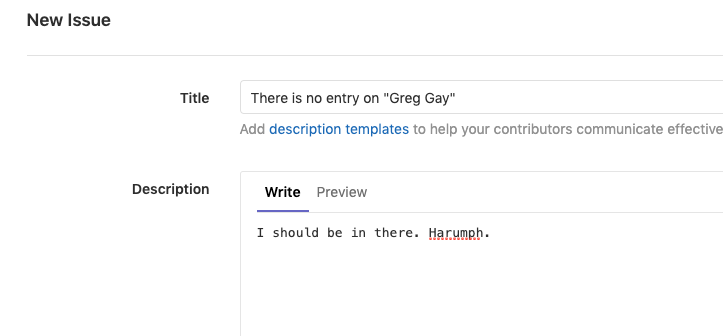 New Issue
Title
There is no entry on "Greg Gay"
Add description templates to help your contributors communicate effective
Description
Write Preview
I should be in there. Harumph.